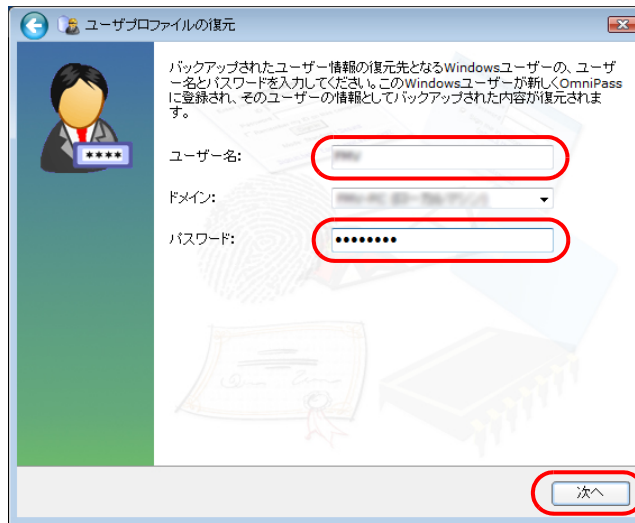 ユーザプロファイルの復元
バックアップされたユーザー情報の復元先となるWindowsユーザーの、ユーザ
ー名とパスワードを入力してください。このWindowsユーザーが新しくOmniPass
に登録され、そのユーザーの情報としてバックアップされた内容が復元されま
す。
****
ユーザー名:
ドメイン:
パスワード: ••••••••
次へ